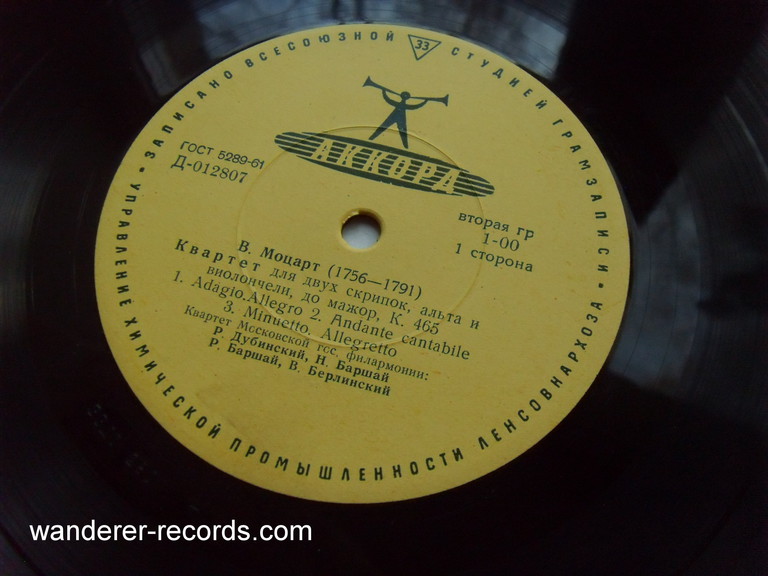 • ЗАПИСАНО ВСЕСОЮЗНОЙ 33 СТУДИЕЙ ГРАМЗАПИСИ •
УПРАВЛЕНИЕ ХИМИЧЕСКОЙ ПРОМЫШЛЕННОСТИ ЛЕНСОВНАРХОЗА
АККОРД
ГОСТ 5289-61
Д-012807
вторая гр
1-00
1 сторона
В. Моцарт (1756—1791)
Квартет для двух скрипок, альта и
виолончели, до мажор, К. 465
1. Adagio.Allegro 2. Andante cantabile
3. Minuetto. Allegretto
Квартет Московской гос. филармонии:
Р. Дубинский, Н. Баршай
Р. Баршай, В. Берлинский
wanderer-records.com